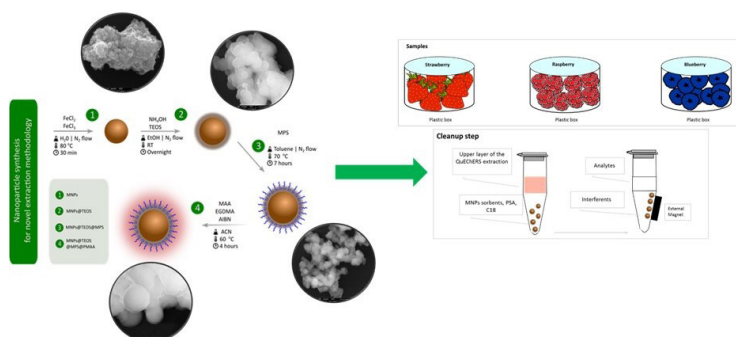 Nanoparticle synthesis
for novel extraction methodology
FeCl2
FeCl3
H2O | N2 flow
80 °C
30 min
1
NH4OH
TEOS
EtOH | N2 flow
RT
Overnight
2
MPS
3
Toluene | N2 flow
70 °C
7 hours
MAA
EGDMA
AIBN
4
ACN
60 °C
4 hours
1 MNPs
2 MNPs@TEOS
3 MNPs@TEOS@MPS
4 MNPs@TEOS
@MPS@PMAA
Samples
Strawberry
Raspberry
Blueberry
Plastic box
Plastic box
Plastic box
Cleanup step
Upper layer of the
QuEChERS extraction
MNPs sorbents, PSA,
C18
Analytes
Interferents
External
Magnet